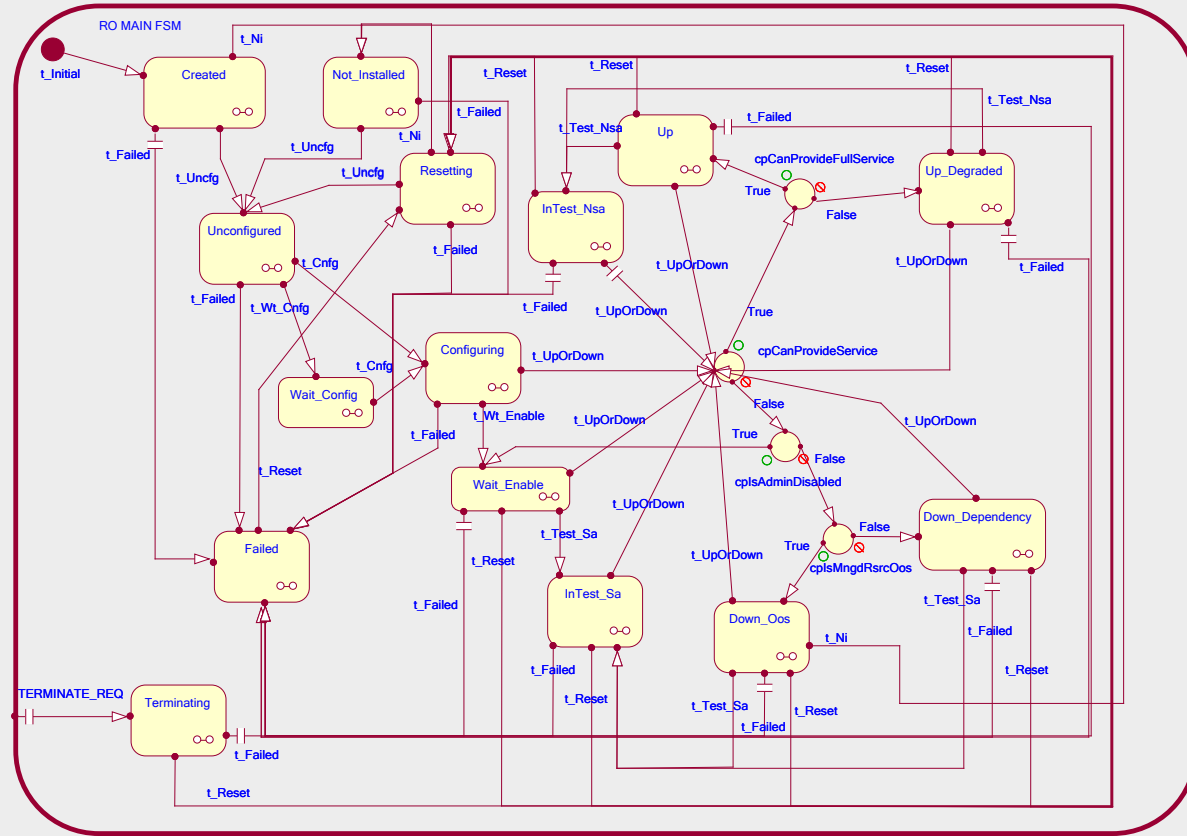 RO MAIN FSM
t_Ni
t_Initial
Created
Not_Installed
t_Reset
t_Reset
t_Reset
t_Failed
t_Test_Nsa
t_Failed
t_Test_Nsa
Up
t_Ni
t_Failed
t_Uncfg
cpCanProvideFullService
t_Uncfg
t_Uncfg
Resetting
True
Up_Degraded
InTest_Nsa
False
Unconfigured
t_Failed
t_Cnfg
t_UpOrDown
t_UpOrDown
t_Failed
t_Failed
t_Wt_Cnfg
t_Failed
t_UpOrDown
True
Configuring
t_UpOrDown
cpCanProvideService
t_Cnfg
Wait_Config
False
t_Wt_Enable
t_UpOrDown
t_UpOrDown
t_Failed
True
False
t_Reset
Wait_Enable
cpIsAdminDisabled
t_UpOrDown
Down_Dependency
False
t_Test_Sa
True
Failed
t_Reset
t_UpOrDown
cpIsMngdRsrcOos
InTest_Sa
t_Failed
t_Test_Sa
Down_Oos
t_Failed
t_Ni
t_Failed
t_Reset
TERMINATE_REQ
Terminating
t_Reset
t_Test_Sa
t_Reset
t_Failed
t_Failed
t_Reset